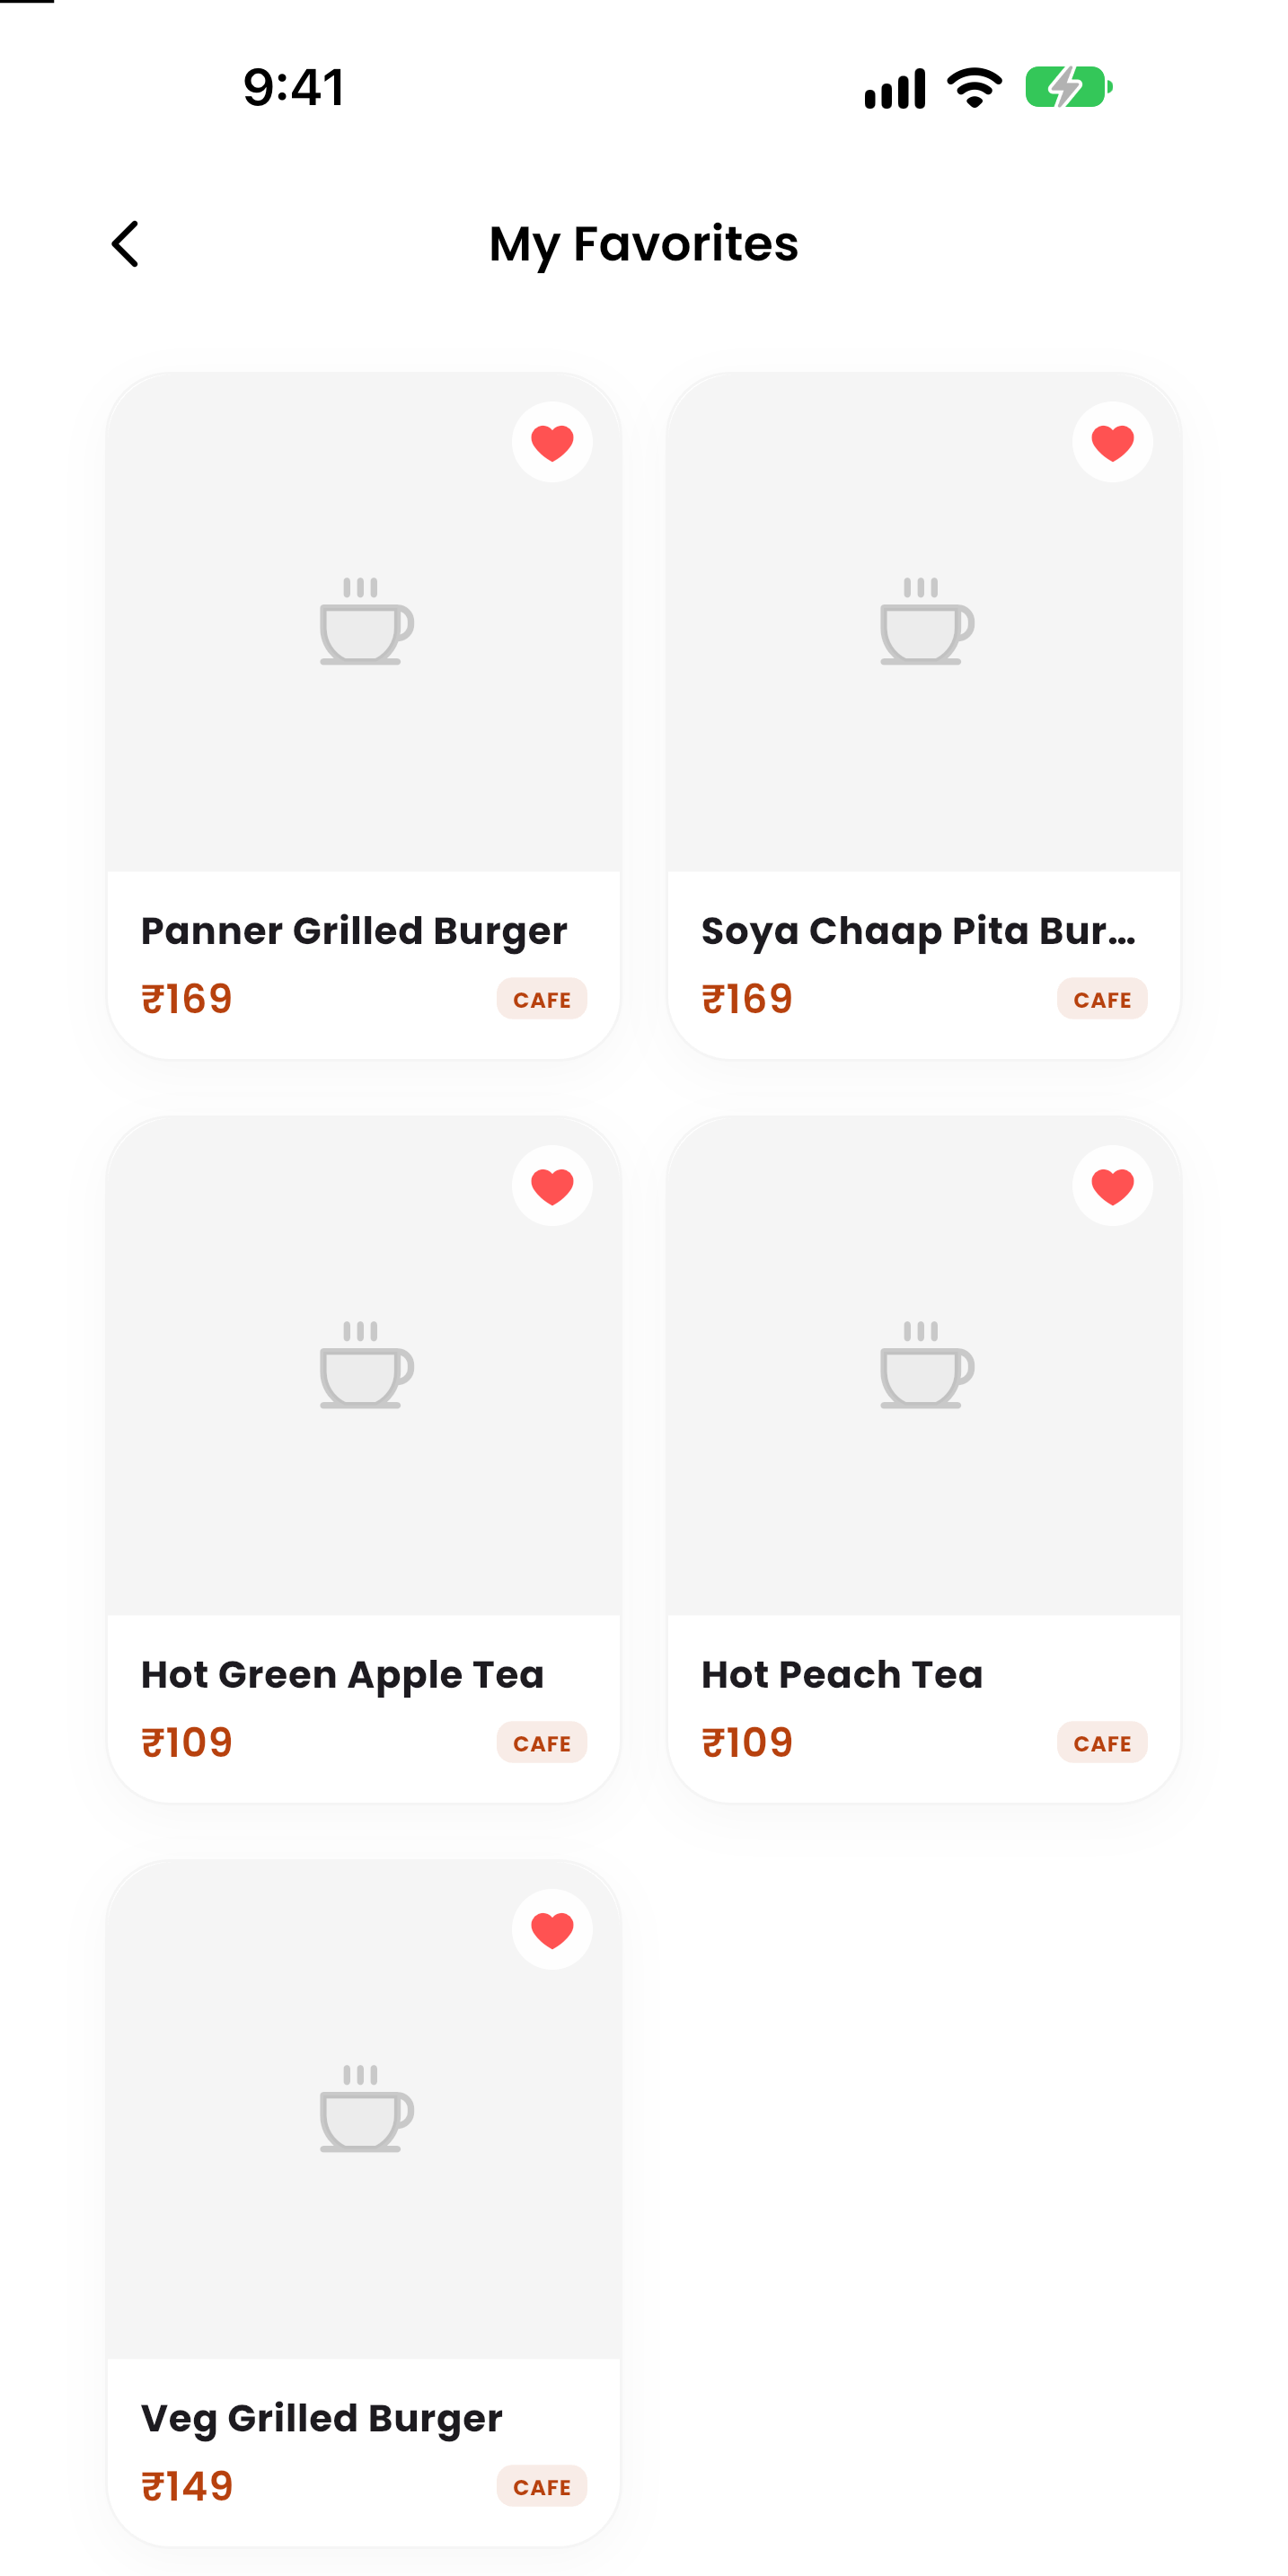 9:41
My Favorites
Panner Grilled Burger
₹169 CAFE
Soya Chaap Pita Bur...
₹169 CAFE
Hot Green Apple Tea
₹109 CAFE
Hot Peach Tea
₹109 CAFE
Veg Grilled Burger
₹149 CAFE